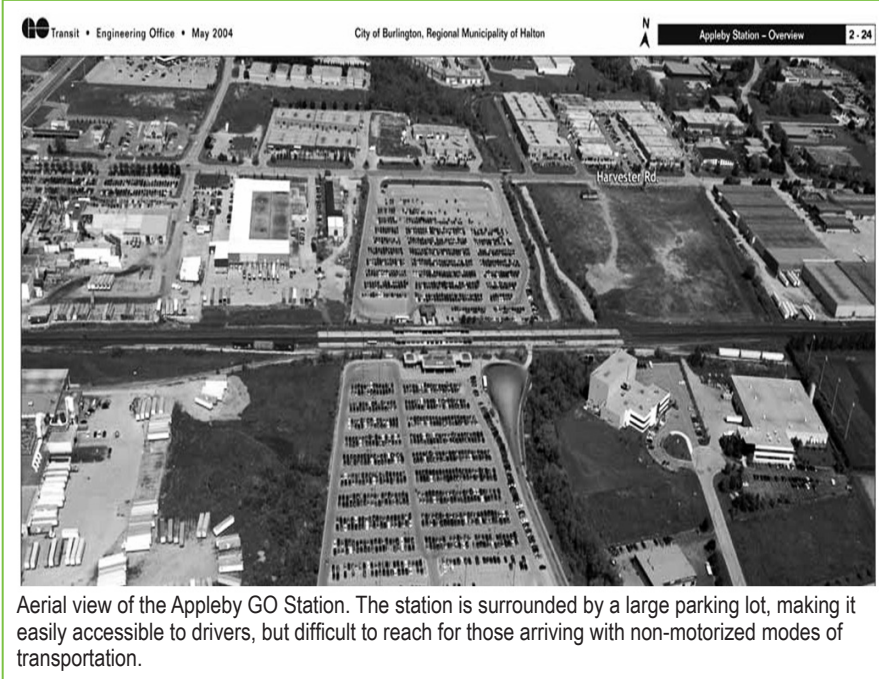 GO Transit • Engineering Office • May 2004
City of Burlington, Regional Municipality of Halton
N
Appleby Station – Overview
2 - 24
Harvester Rd.
Aerial view of the Appleby GO Station. The station is surrounded by a large parking lot, making it
easily accessible to drivers, but difficult to reach for those arriving with non-motorized modes of
transportation.